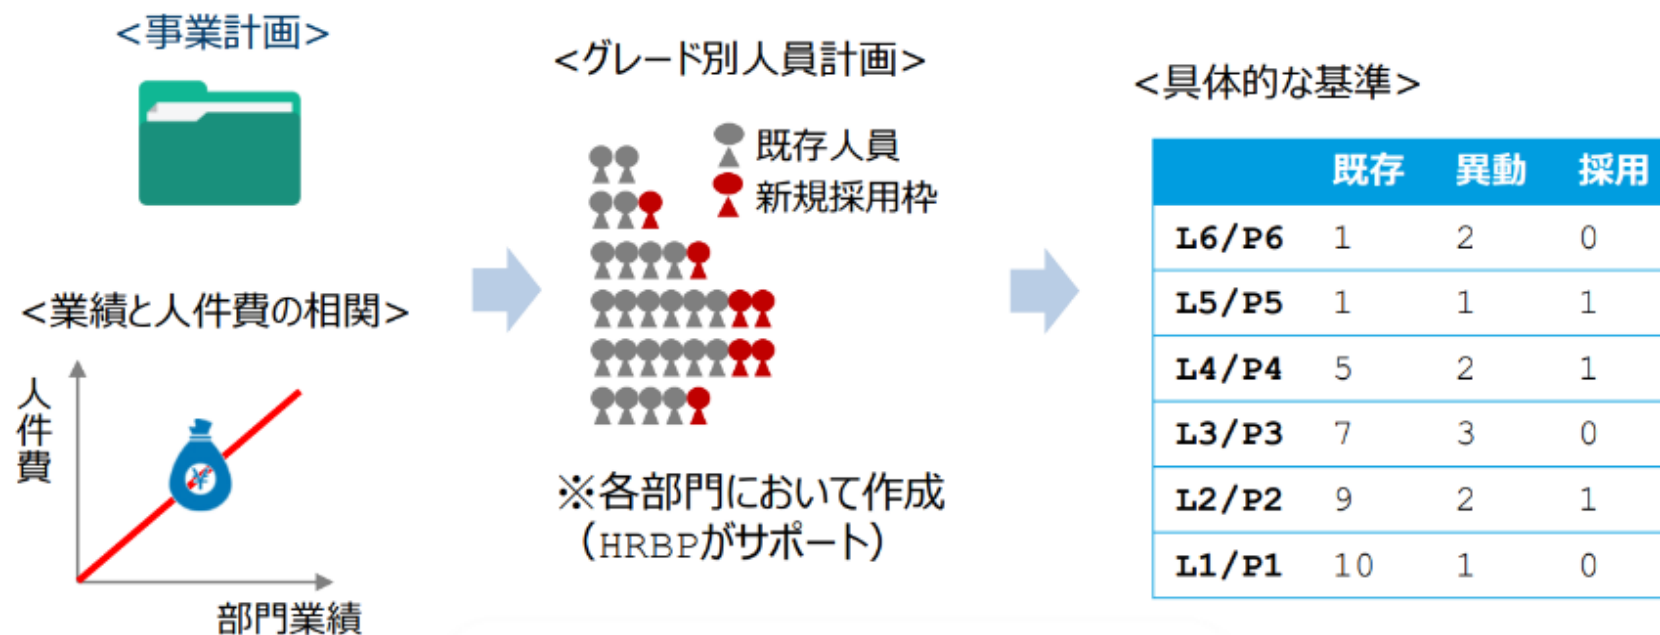 <事業計画>
<業績と人件費の相関>
人件費
¥
部門業績
<グレード別人員計画>
既存人員
新規採用枠
※各部門において作成
（HRBPがサポート）
<具体的な基準>
既存 異動 採用
L6/P6 1 2 0
L5/P5 1 1 1
L4/P4 5 2 1
L3/P3 7 3 0
L2/P2 9 2 1
L1/P1 10 1 0